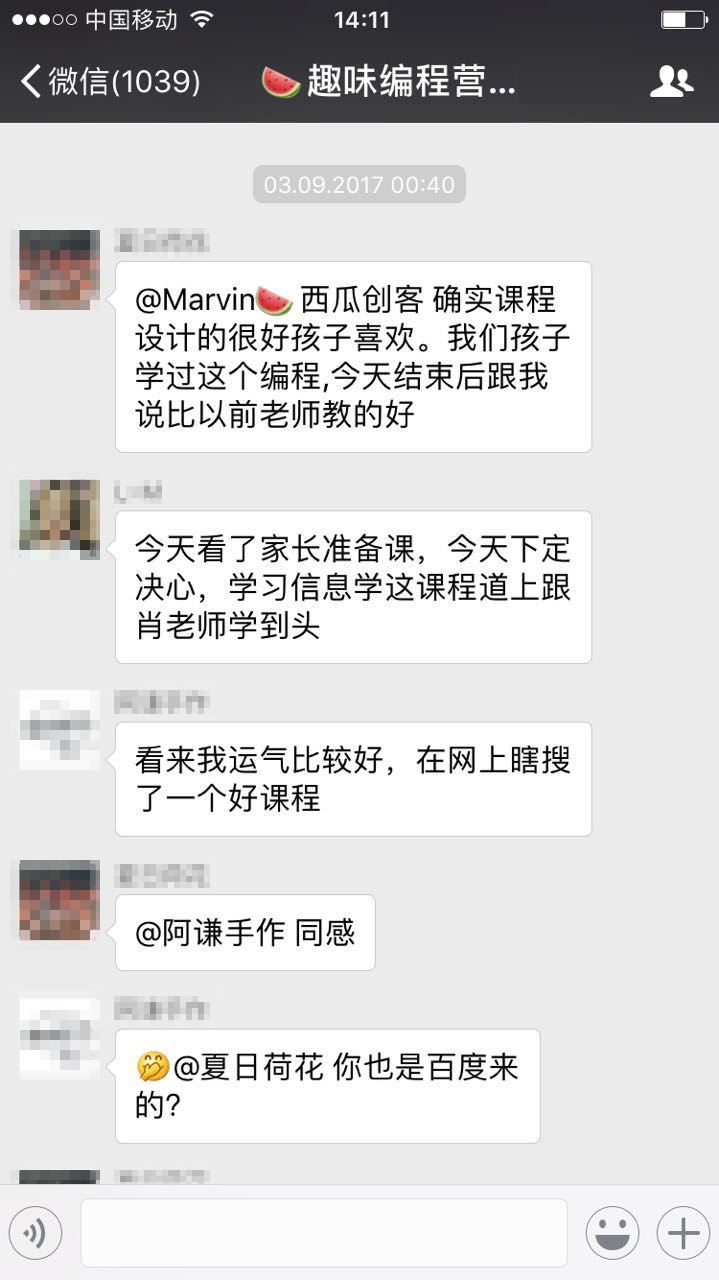 中国移动 14:11
微信(1039) 🍉趣味编程营...
03.09.2017 00:40
@Marvin🍉 西瓜创客 确实课程
设计的很好孩子喜欢。我们孩子
学过这个编程,今天结束后跟我
说比以前老师教的好
今天看了家长准备课，今天下定
决心，学习信息学这课程道上跟
肖老师学到头
看来我运气比较好，在网上瞎搜
了一个好课程
@阿谦手作 同感
🤭@夏日荷花 你也是百度来
的?